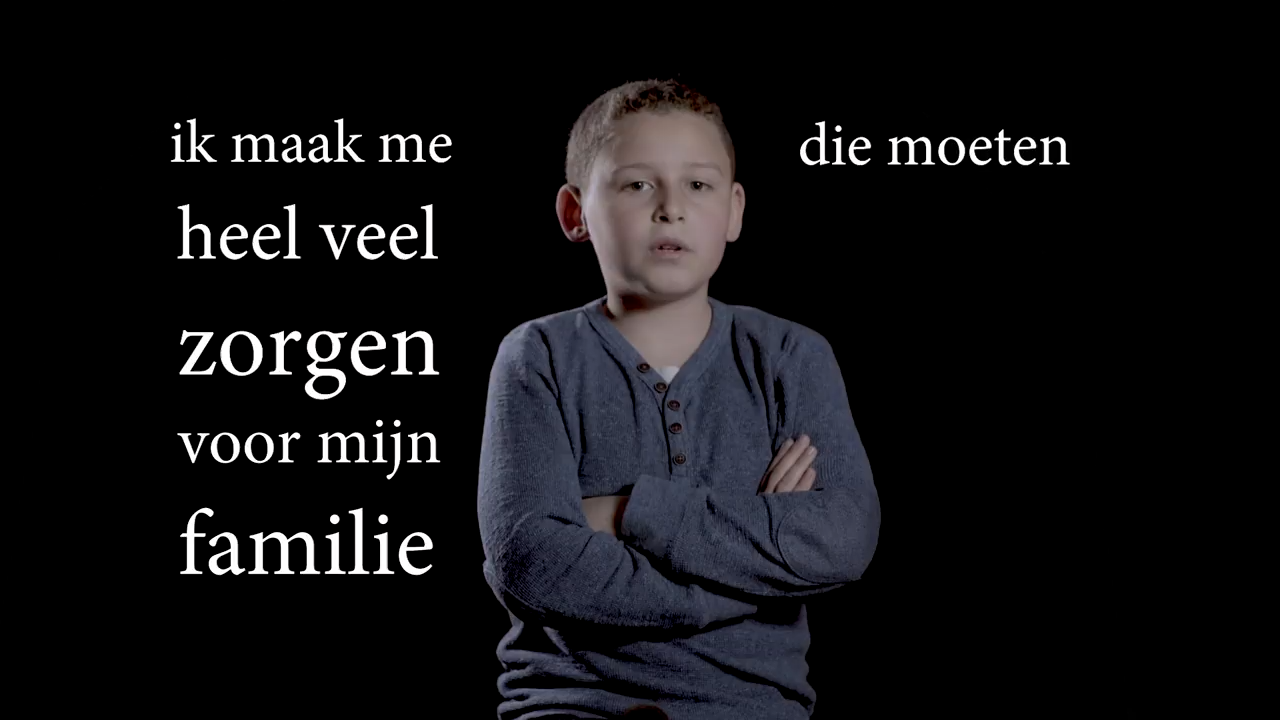 ik maak me
heel veel
zorgen
voor mijn
familie
die moeten